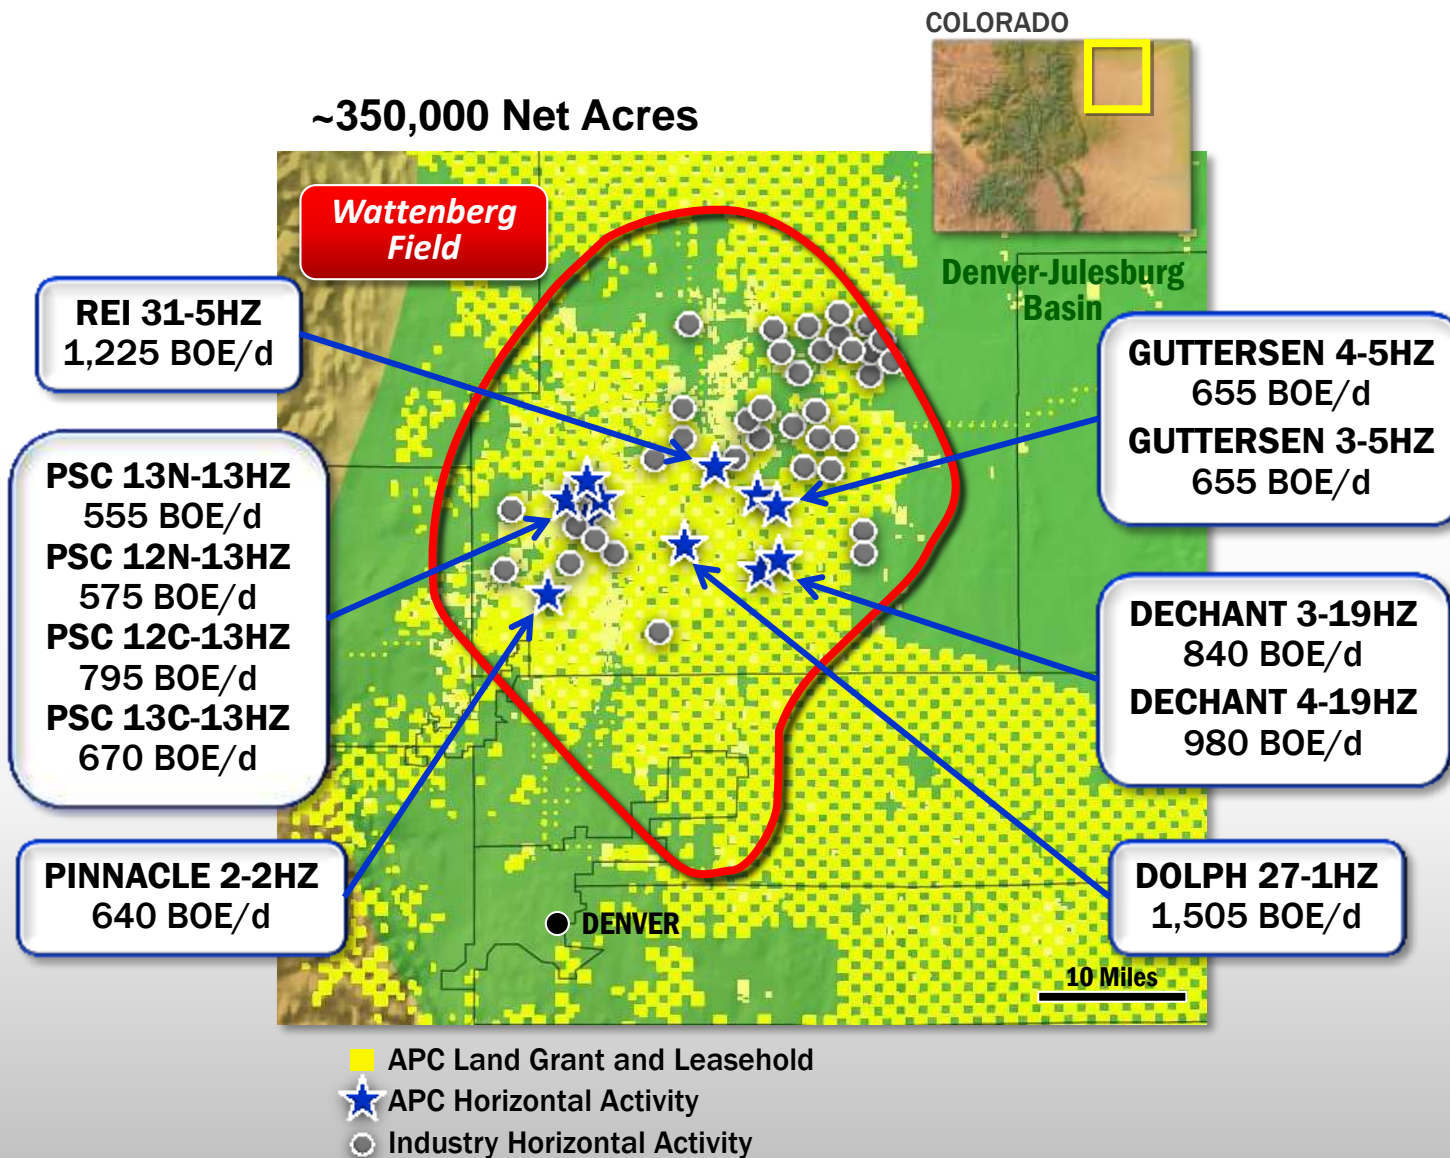 COLORADO
~350,000 Net Acres
Wattenberg
Field
Denver-Julesburg
Basin
REI 31-5HZ
1,225 BOE/d
PSC 13N-13HZ
555 BOE/d
PSC 12N-13HZ
575 BOE/d
PSC 12C-13HZ
795 BOE/d
PSC 13C-13HZ
670 BOE/d
PINNACLE 2-2HZ
640 BOE/d
GUTTERSEN 4-5HZ
655 BOE/d
GUTTERSEN 3-5HZ
655 BOE/d
DECHANT 3-19HZ
840 BOE/d
DECHANT 4-19HZ
980 BOE/d
DOLPH 27-1HZ
1,505 BOE/d
DENVER
10 Miles
APC Land Grant and Leasehold
APC Horizontal Activity
Industry Horizontal Activity